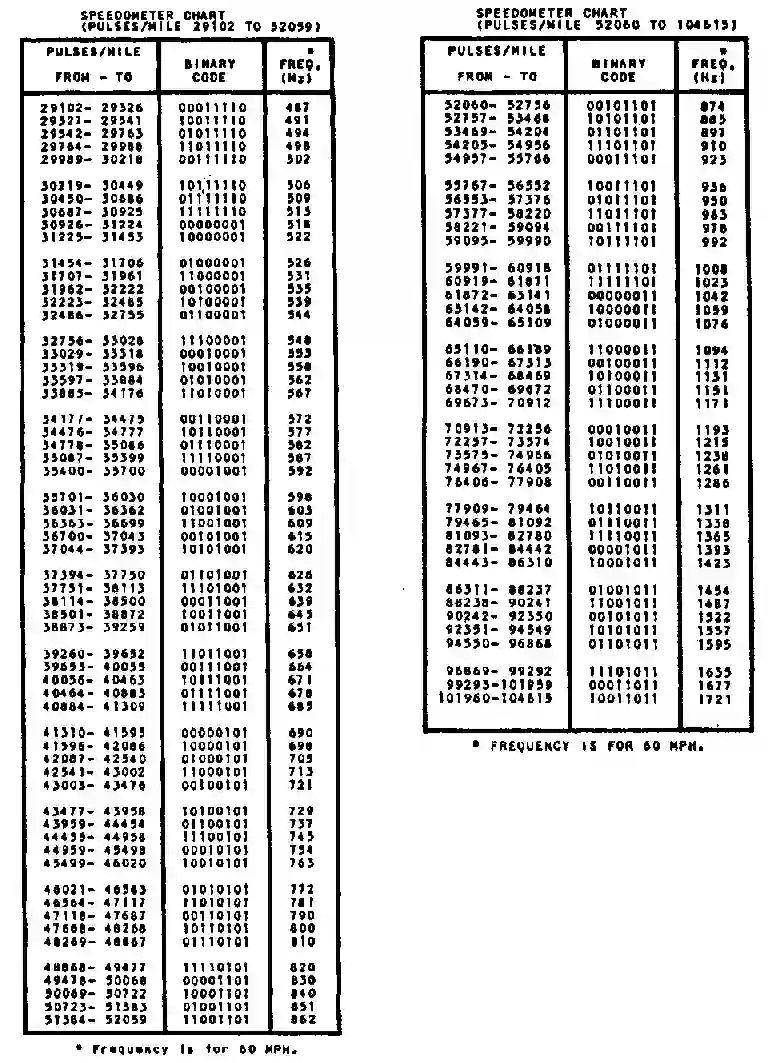 SPEEDOMETER CHART
(PULSES/MILE 29102 TO 52059)
PULSES/MILE
FROM - TO
BINARY
CODE
*
FREQ.
(Hz)
29102- 29326 00011110 487
29327- 29541 10011110 491
29542- 29763 01011110 494
29764- 29988 11011110 498
29989- 30218 00111110 502
30219- 30449 10111110 506
30450- 30686 01111110 509
30687- 30925 11111110 513
30926- 31224 00000001 518
31225- 31453 10000001 522
31454- 31706 01000001 526
31707- 31961 11000001 531
31962- 32222 00100001 535
32223- 32485 10100001 539
32486- 32755 01100001 544
32756- 33028 11100001 548
33029- 33318 00010001 553
33319- 33596 10010001 558
33597- 33884 01010001 562
33885- 34176 11010001 567
34177- 34475 00110001 572
34476- 34777 10110001 577
34778- 35086 01110001 582
35087- 35399 11110001 587
35400- 35700 00001001 592
35701- 36030 10001001 598
36031- 36362 01001001 603
36363- 36699 11001001 609
36700- 37043 00101001 615
37044- 37393 10101001 620
37394- 37750 01101001 626
37751- 38113 11101001 632
38114- 38500 00011001 639
38501- 38872 10011001 645
38873- 39259 01011001 651
39260- 39652 11011001 658
39653- 40055 00111001 664
40056- 40463 10111001 671
40464- 40883 01111001 678
40884- 41309 11111001 685
41310- 41595 00000101 690
41596- 42086 10000101 698
42087- 42540 01000101 705
42541- 43002 11000101 713
43003- 43476 00100101 721
43477- 43958 10100101 729
43959- 44454 01100101 737
44455- 44958 11100101 745
44959- 45498 00010101 754
45499- 46020 10010101 763
46021- 46563 01010101 772
46564- 47117 11010101 781
47118- 47687 00110101 790
47688- 48268 10110101 800
48269- 48867 01110101 810
48868- 49477 11110101 820
49478- 50068 00001101 830
50069- 50722 10001101 840
50723- 51383 01001101 851
51384- 52059 11001101 862
* Frequency is for 60 MPH.
SPEEDOMETER CHART
(PULSES/MILE 52060 TO 104615)
PULSES/MILE
FROM - TO
BINARY
CODE
*
FREQ.
(Hz)
52060- 52756 00101101 874
52757- 53468 10101101 885
53469- 54204 01101101 897
54205- 54956 11101101 910
54957- 55766 00011101 923
55767- 56552 10011101 936
56553- 57376 01011101 950
57377- 58220 11011101 963
58221- 59094 00111101 978
59095- 59990 10111101 992
59991- 60918 01111101 1008
60919- 61871 11111101 1023
61872- 63141 00000011 1042
63142- 64058 10000011 1059
64059- 65109 01000011 1076
65110- 66189 11000011 1094
66190- 67313 00100011 1112
67314- 68469 10100011 1131
68470- 69672 01100011 1151
69673- 70912 11100011 1171
70913- 72256 00010011 1193
72257- 73574 10010011 1215
73575- 74966 01010011 1238
74967- 76405 11010011 1261
76406- 77908 00110011 1286
77909- 79464 10110011 1311
79465- 81092 01110011 1338
81093- 82780 11110011 1365
82781- 84442 00001011 1393
84443- 86310 10001011 1423
86311- 88237 01001011 1454
88238- 90241 11001011 1487
90242- 92350 00101011 1522
92351- 94549 10101011 1557
94550- 96868 01101011 1595
96869- 99292 11101011 1635
99293-101959 00011011 1677
101960-104615 10011011 1721
* FREQUENCY IS FOR 60 MPH.